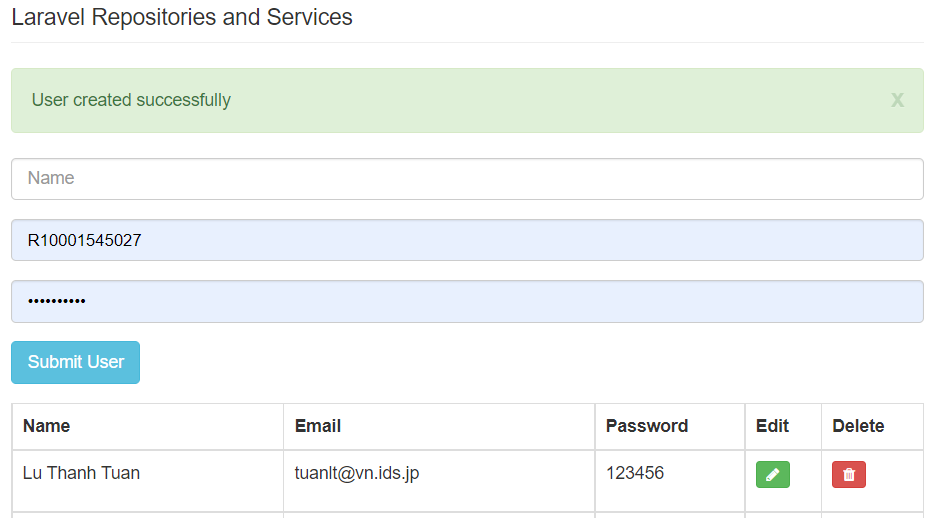 Laravel Repositories and Services
User created successfully x
Name
R10001545027
••••••••••
Submit User
Name Email Password Edit Delete
Lu Thanh Tuan tuanlt@vn.ids.jp 123456